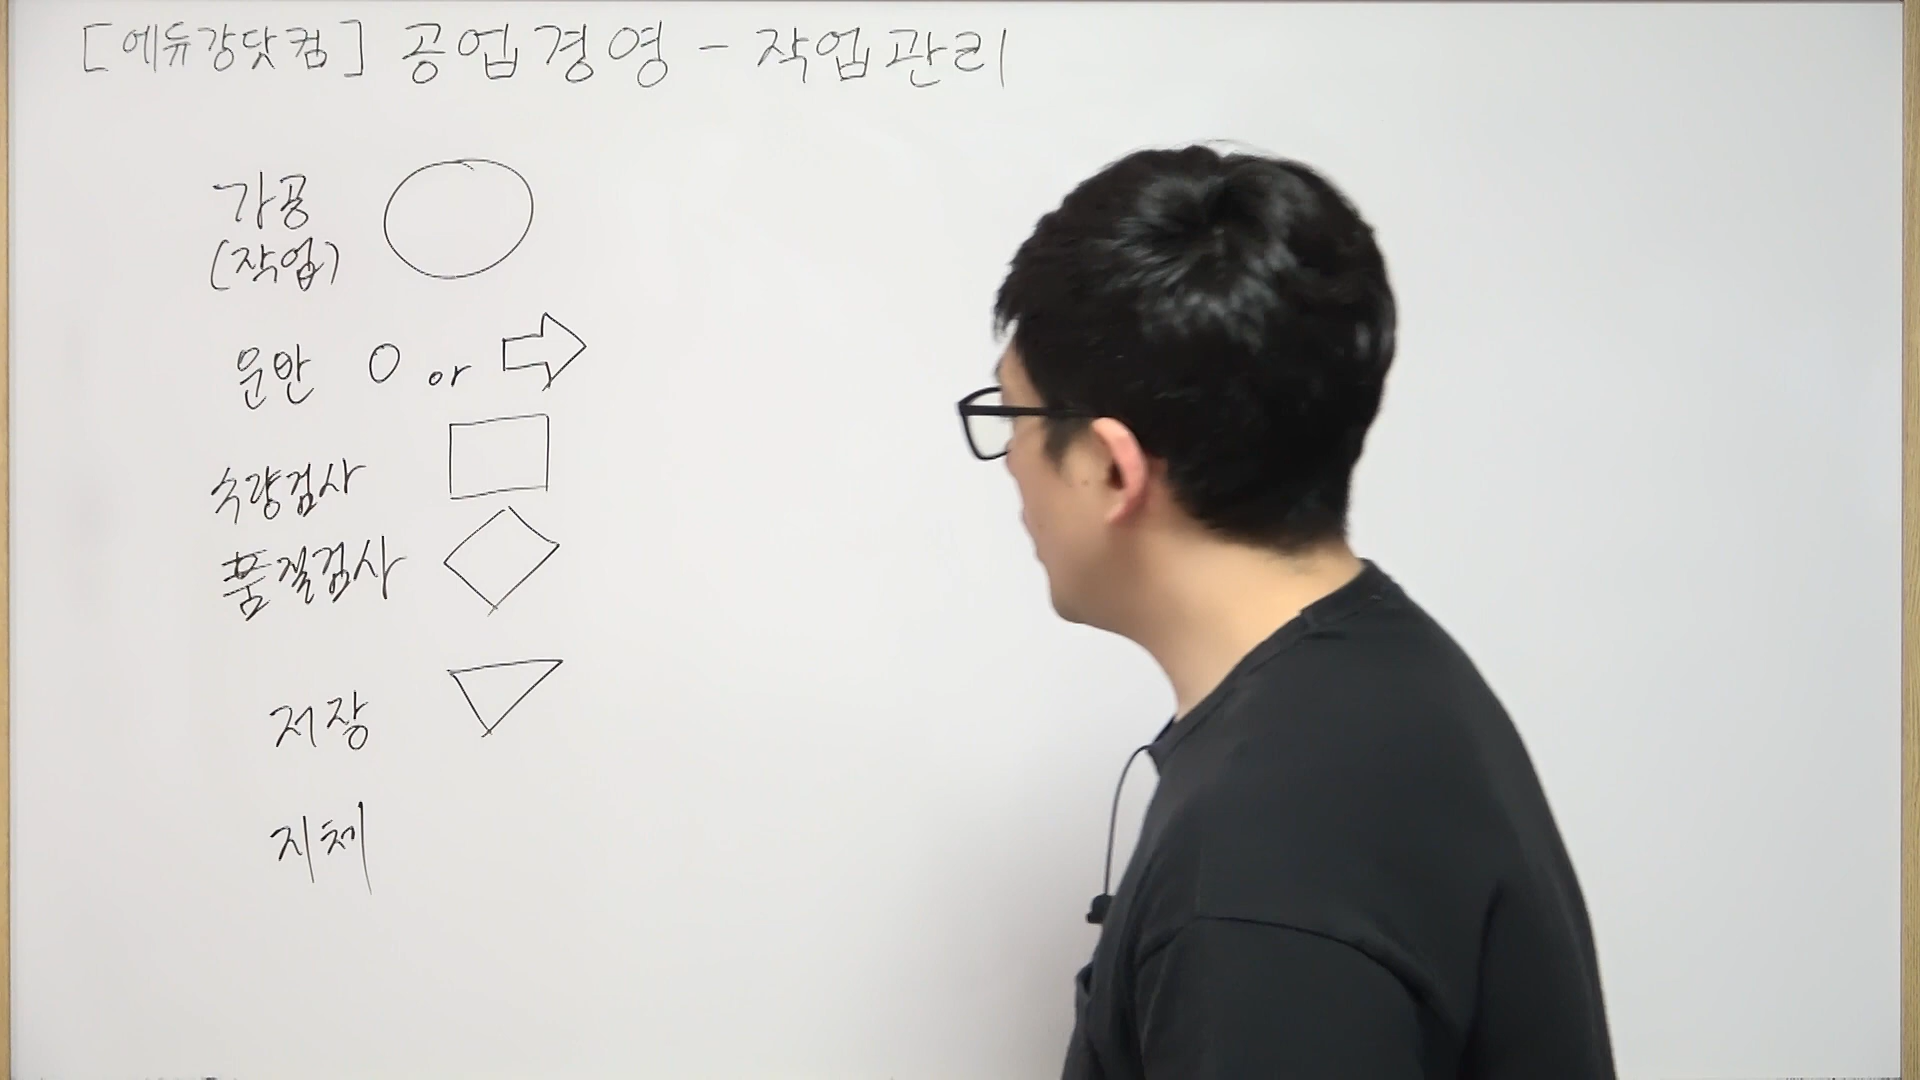 [에듀강닷컴] 공업경영 - 작업관리
가공
(작업)
운반 or
수량검사
품질검사
저장
지체